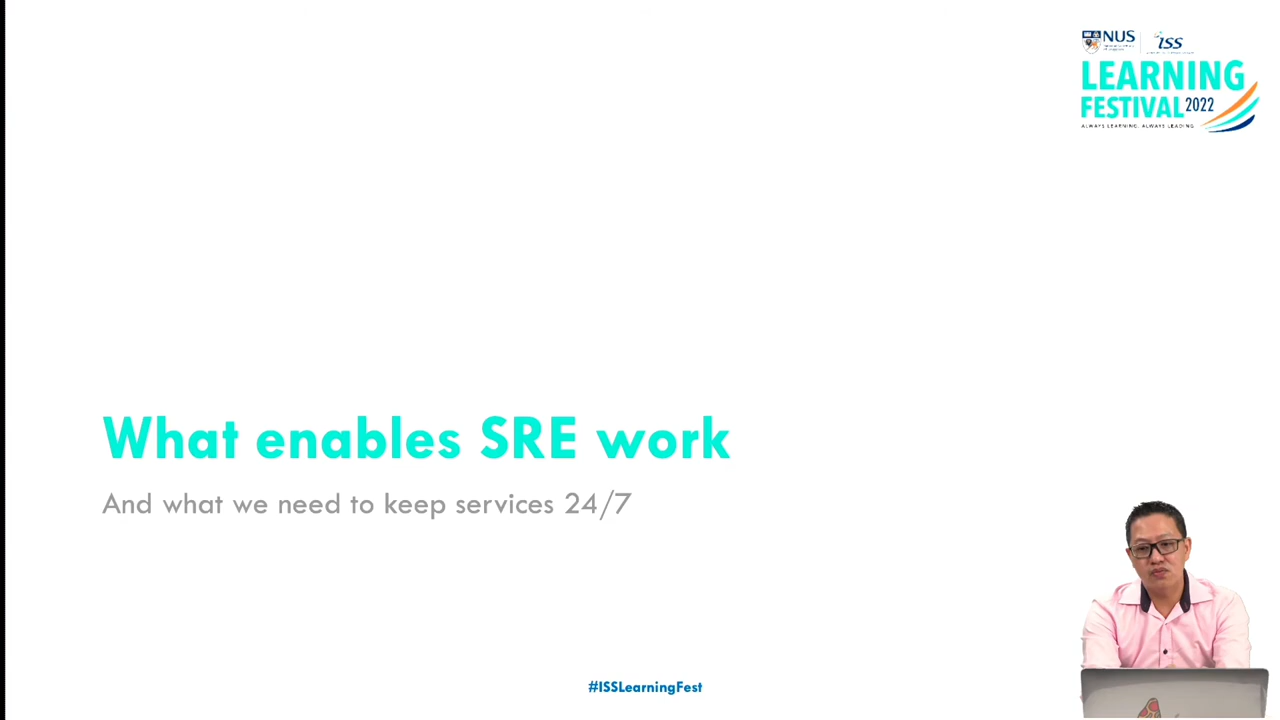 NUS
iSS
LEARNING
FESTIVAL 2022
ALWAYS LEARNING, ALWAYS LEADING
What enables SRE work
And what we need to keep services 24/7
#ISSLearningFest